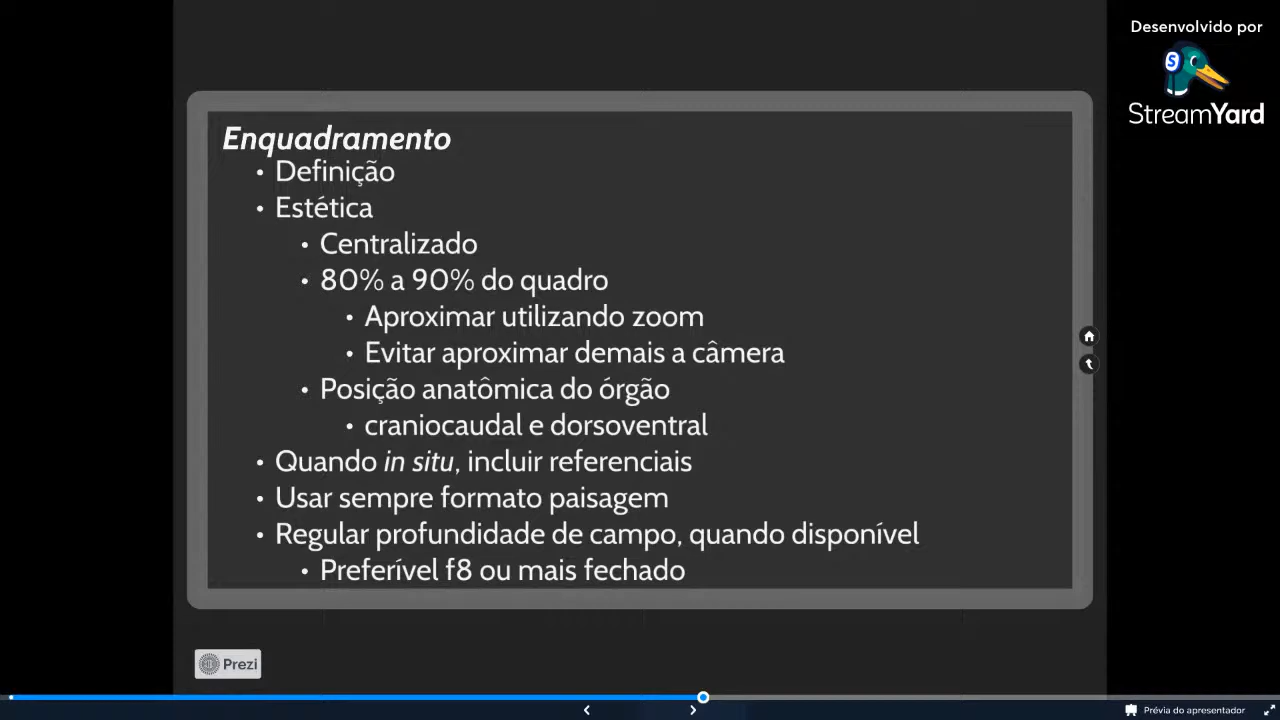 Desenvolvido por
StreamYard
Enquadramento
• Definição
• Estética
• Centralizado
• 80% a 90% do quadro
• Aproximar utilizando zoom
• Evitar aproximar demais a câmera
• Posição anatômica do órgão
• craniocaudal e dorsoventral
• Quando in situ, incluir referenciais
• Usar sempre formato paisagem
• Regular profundidade de campo, quando disponível
• Preferível f8 ou mais fechado
Prezi
Prévia do apresentador